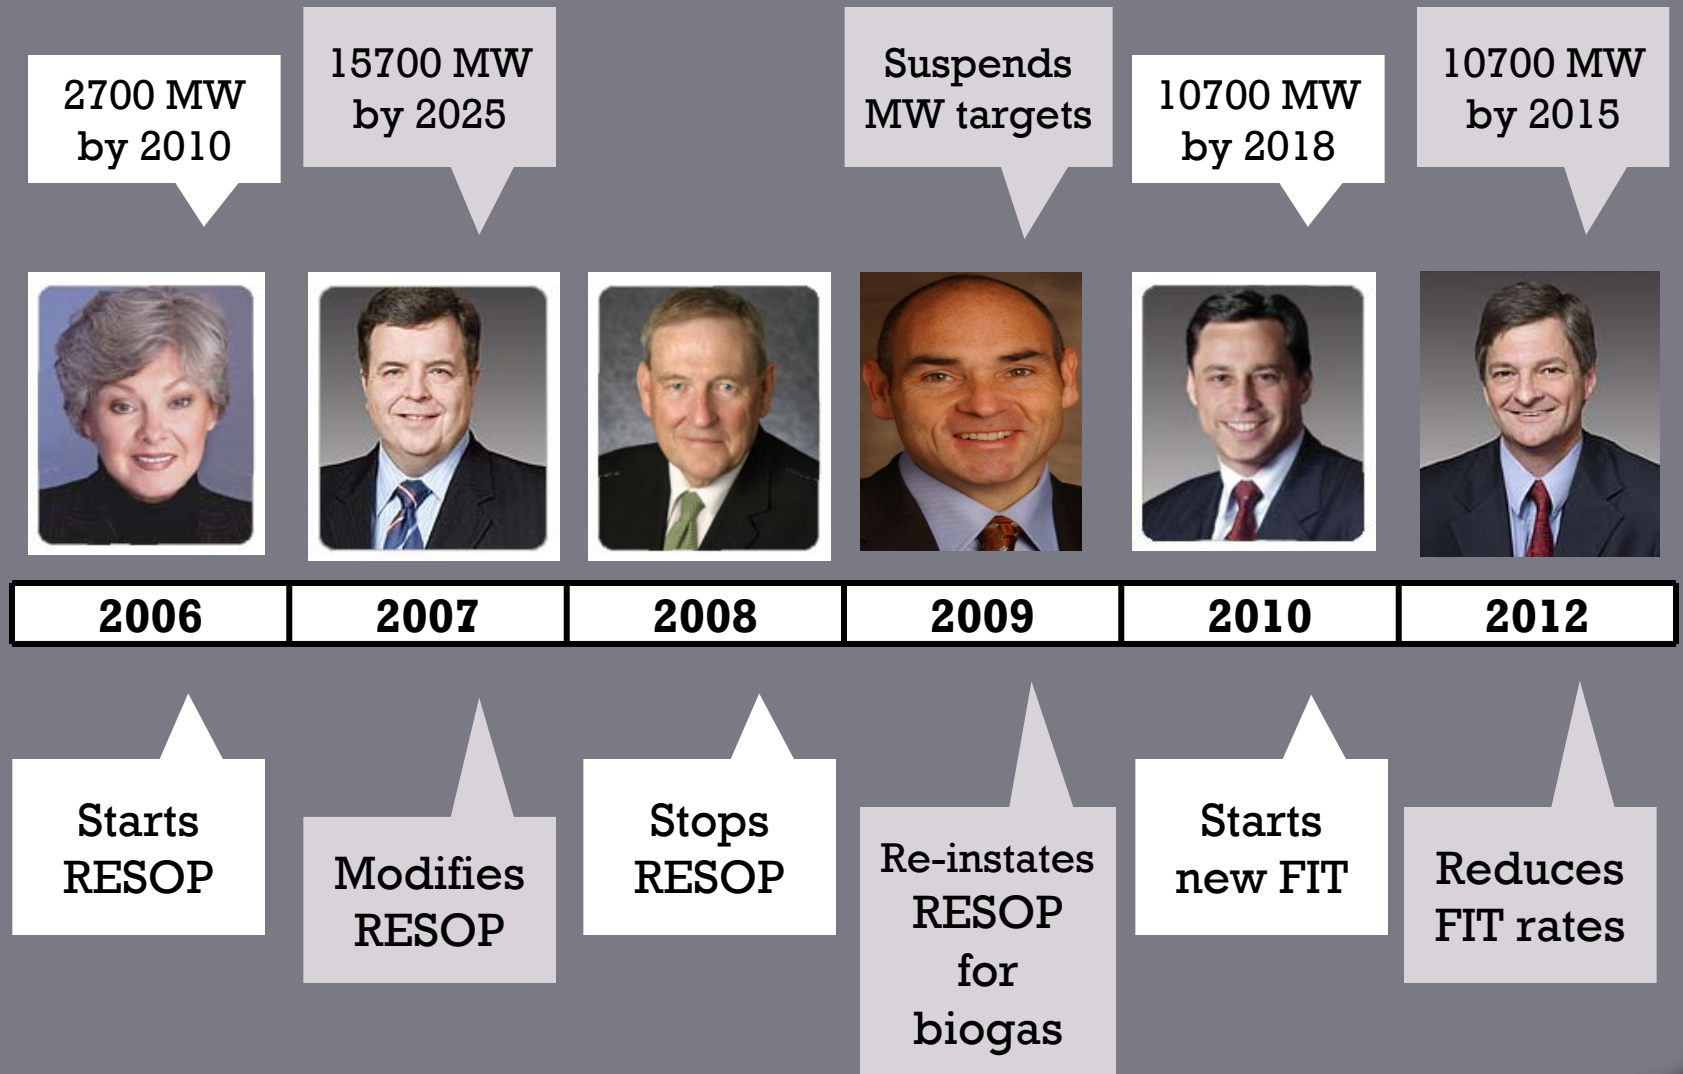 2700 MW
by 2010
15700 MW
by 2025
Suspends
MW targets
10700 MW
by 2018
10700 MW
by 2015
2006
2007
2008
2009
2010
2012
Starts
RESOP
Modifies
RESOP
Stops
RESOP
Re-instates
RESOP
for
biogas
Starts
new FIT
Reduces
FIT rates